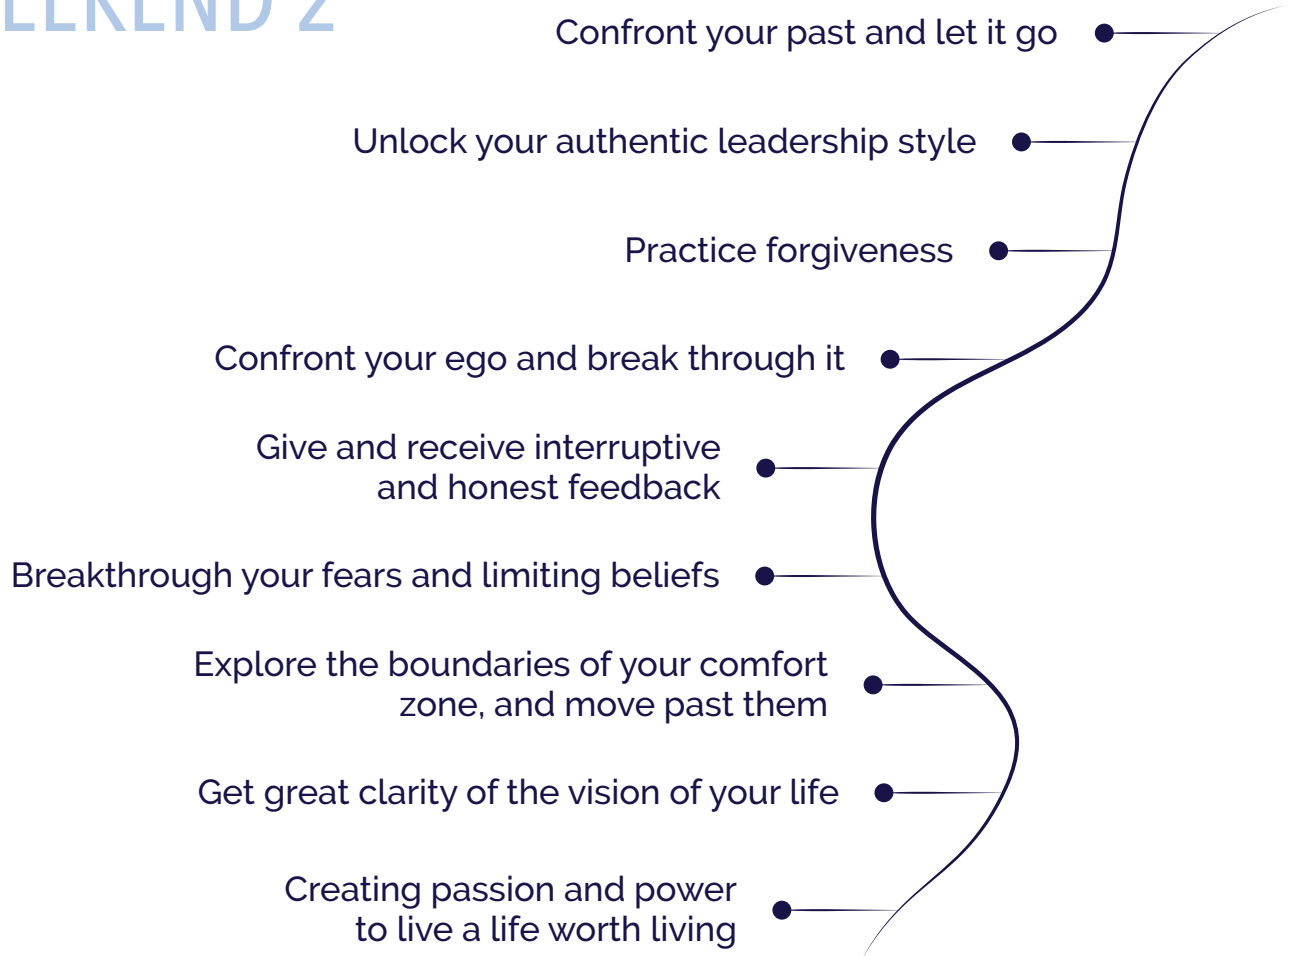 EEKEND 2
Confront your past and let it go
Unlock your authentic leadership style
Practice forgiveness
Confront your ego and break through it
Give and receive interruptive
and honest feedback
Breakthrough your fears and limiting beliefs
Explore the boundaries of your comfort
zone, and move past them
Get great clarity of the vision of your life
Creating passion and power
to live a life worth living